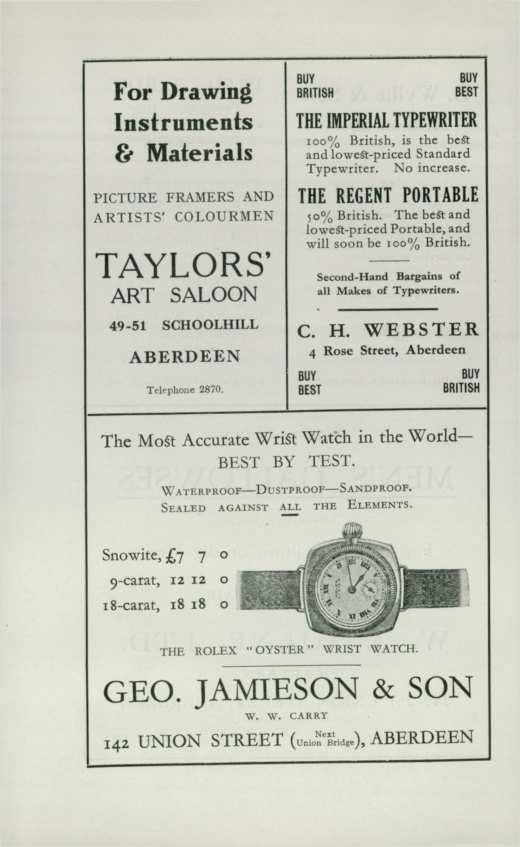 For Drawing
Instruments
& Materials
PICTURE FRAMERS AND
ARTISTS' COLOURMEN
TAYLORS'
ART SALOON
49-51 SCHOOLHILL
ABERDEEN
Telephone 2870.
BUY BUY
BRITISH BEST
THE IMPERIAL TYPEWRITER
100% British, is the best
and lowest-priced Standard
Typewriter. No increase.
THE REGENT PORTABLE
50% British. The best and
lowest-priced Portable, and
will soon be 100% British.
Second-Hand Bargains of
all Makes of Typewriters.
C. H. WEBSTER
4 Rose Street, Aberdeen
BUY BUY
BEST BRITISH
The Most Accurate Wrist Watch in the World—
BEST BY TEST.
WATERPROOF—DUSTPROOF—SANDPROOF.
SEALED AGAINST ALL THE ELEMENTS.
Snowite, £7 7 0
9-carat, 12 12 0
18-carat, 18 18 0
THE ROLEX "OYSTER" WRIST WATCH.
GEO. JAMIESON & SON
W. W. CARRY
142 UNION STREET (Next Union Bridge), ABERDEEN